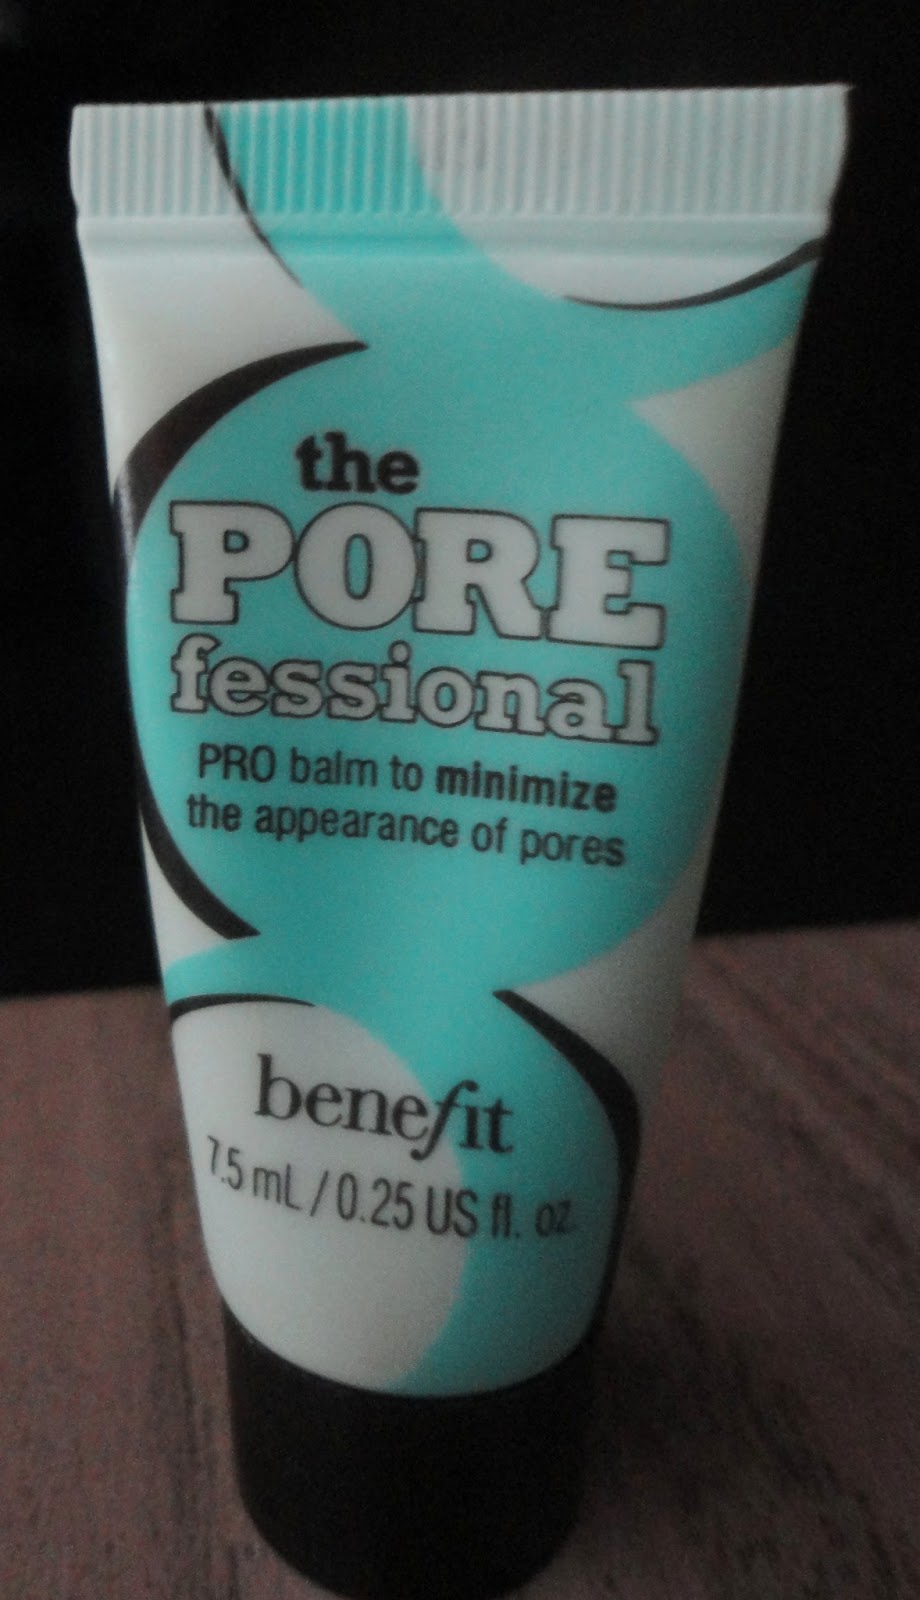 the
PORE
fessional
PRO balm to minimize
the appearance of pores
benefit
7.5 mL / 0.25 US fl. oz.